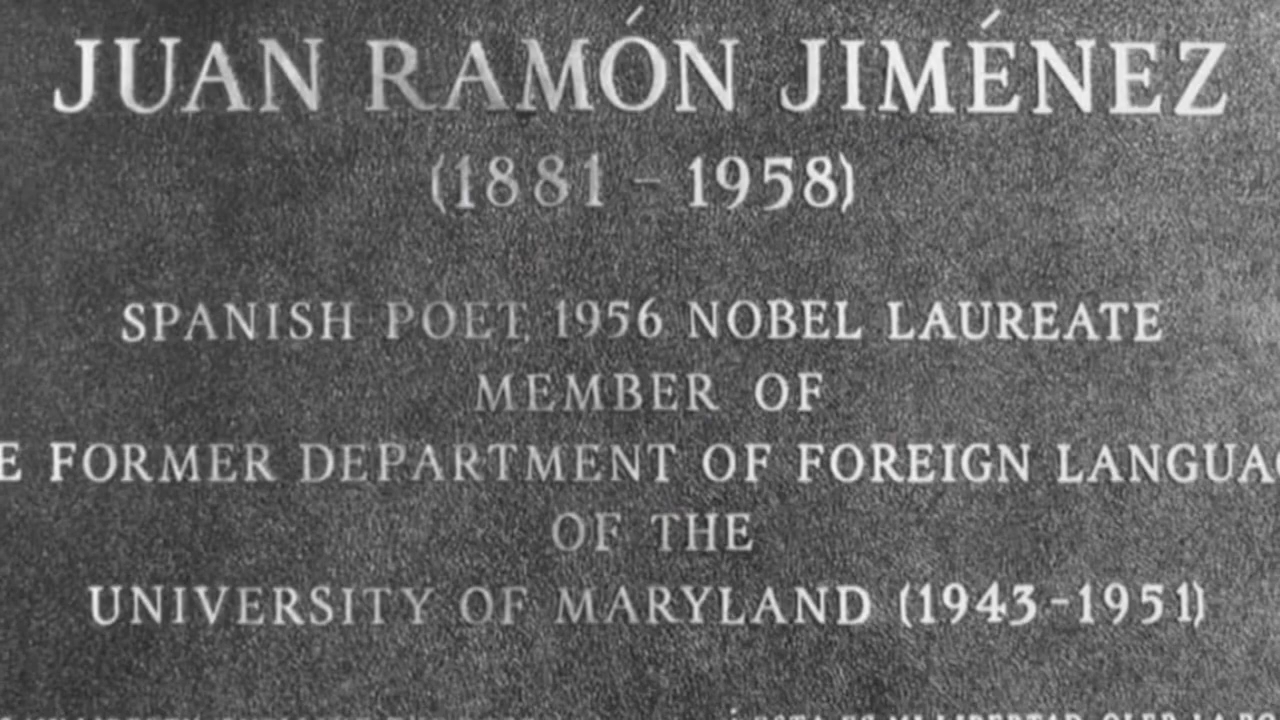 JUAN RAMÓN JIMÉNEZ
(1881 - 1958)
SPANISH POET, 1956 NOBEL LAUREATE
MEMBER OF
E FORMER DEPARTMENT OF FOREIGN LANGUAG
OF THE
UNIVERSITY OF MARYLAND (1943-1951)